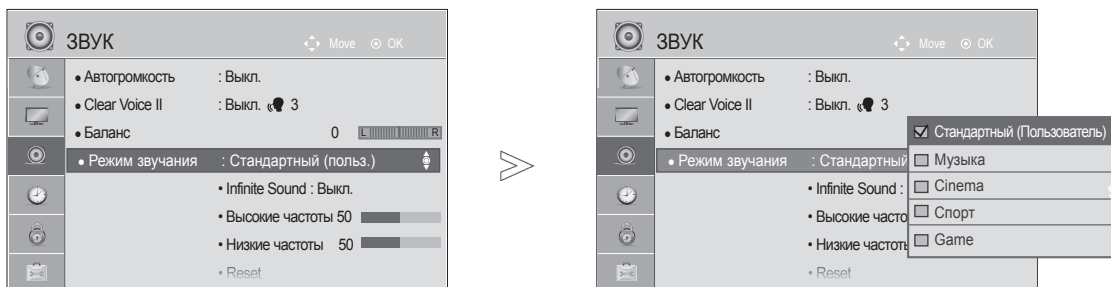 ЗВУК
Move OK
• Автогромкость : Выкл.
• Clear Voice II : Выкл. 3
• Баланс 0 L R
• Режим звучания : Стандартный (польз.)
• Infinite Sound : Выкл.
• Высокие частоты 50
• Низкие частоты 50
• Reset
ЗВУК
Move OK
• Автогромкость : Выкл.
• Clear Voice II : Выкл. 3
• Баланс
• Режим звучания : Стандартный
• Infinite Sound :
• Высокие часто
• Низкие частоть
• Reset
Стандартный (Пользователь)
Музыка
Cinema
Спорт
Game